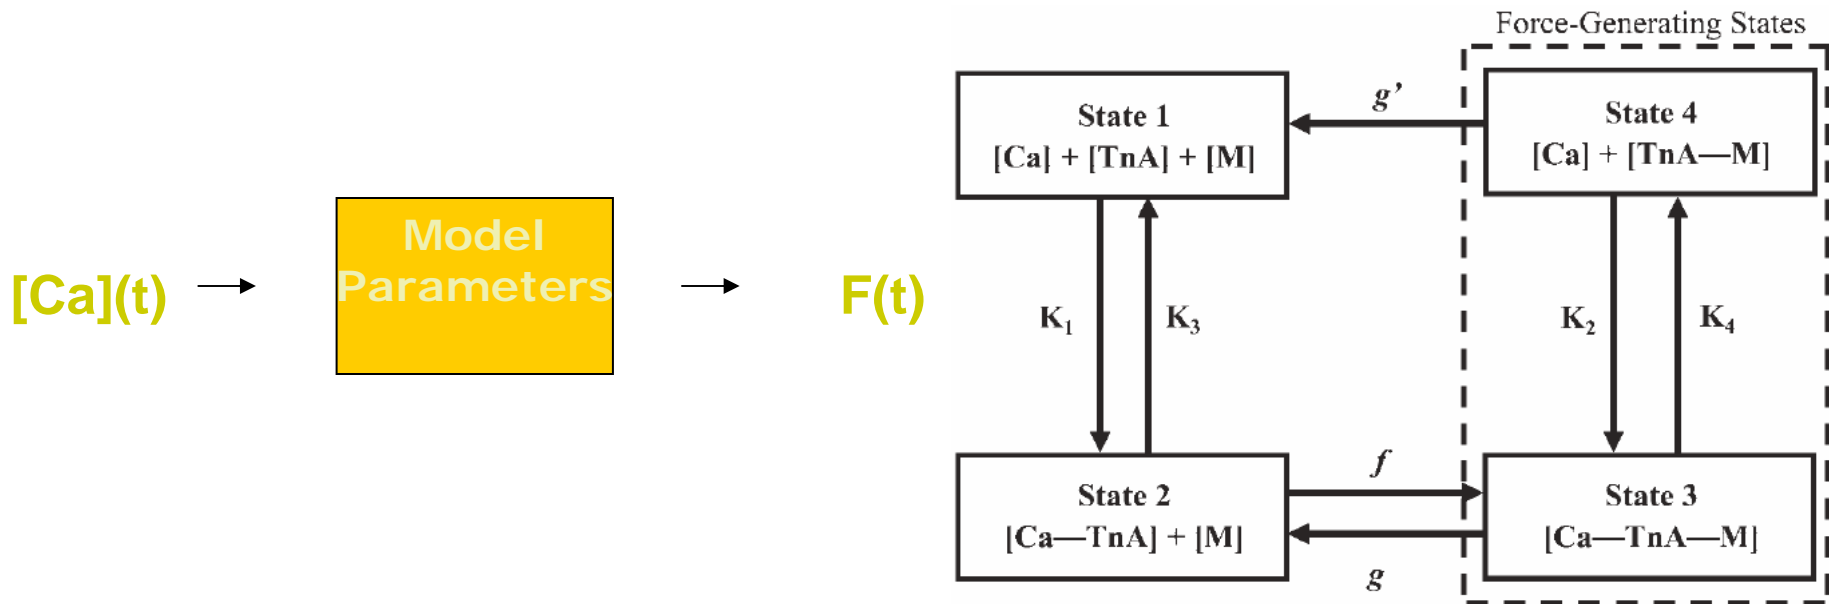 [Ca](t)
Model
Parameters
F(t)
Force-Generating States
State 1
[Ca] + [TnA] + [M]
g’
State 4
[Ca] + [TnA—M]
K₁
K₃
K₂
K₄
State 2
[Ca—TnA] + [M]
f
g
State 3
[Ca—TnA—M]